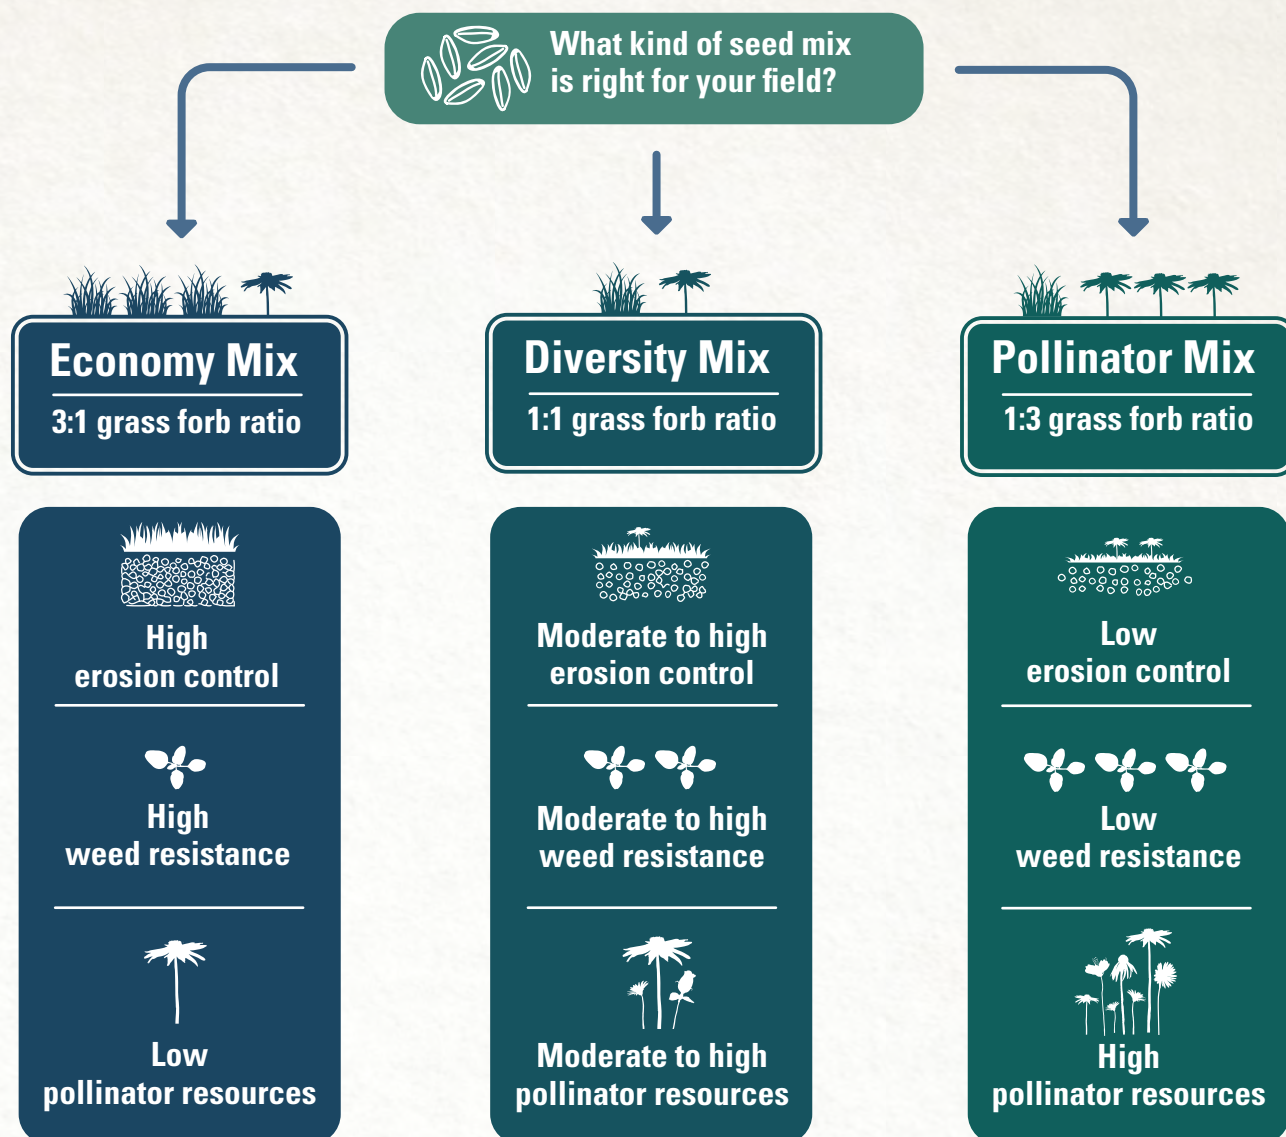 What kind of seed mix
is right for your field?
Economy Mix
3:1 grass forb ratio
High
erosion control
High
weed resistance
Low
pollinator resources
Diversity Mix
1:1 grass forb ratio
Moderate to high
erosion control
Moderate to high
weed resistance
Moderate to high
pollinator resources
Pollinator Mix
1:3 grass forb ratio
Low
erosion control
Low
weed resistance
High
pollinator resources